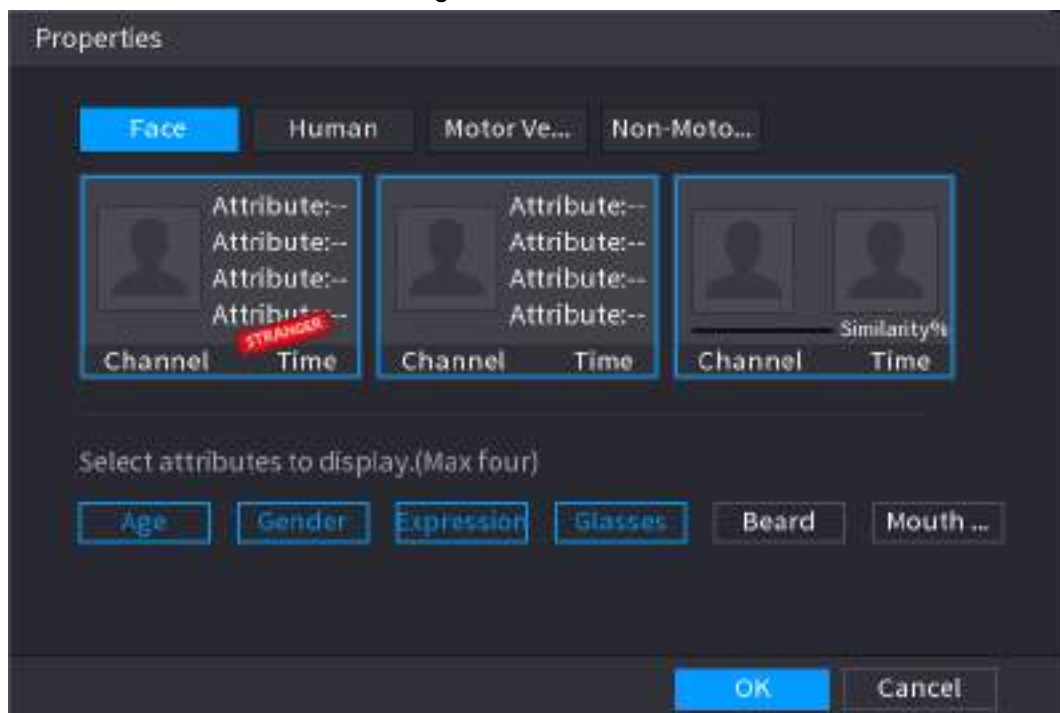 Properties
Face Human Motor Ve... Non-Moto...
Attribute:-- Attribute:--
Attribute:-- Attribute:--
Attribute:-- Attribute:--
Attribute:-- Attribute:--
STRANGER Similarity%
Channel Time Channel Time Channel Time
Select attributes to display.(Max four)
Age Gender Expression Glasses Beard Mouth ...
OK Cancel